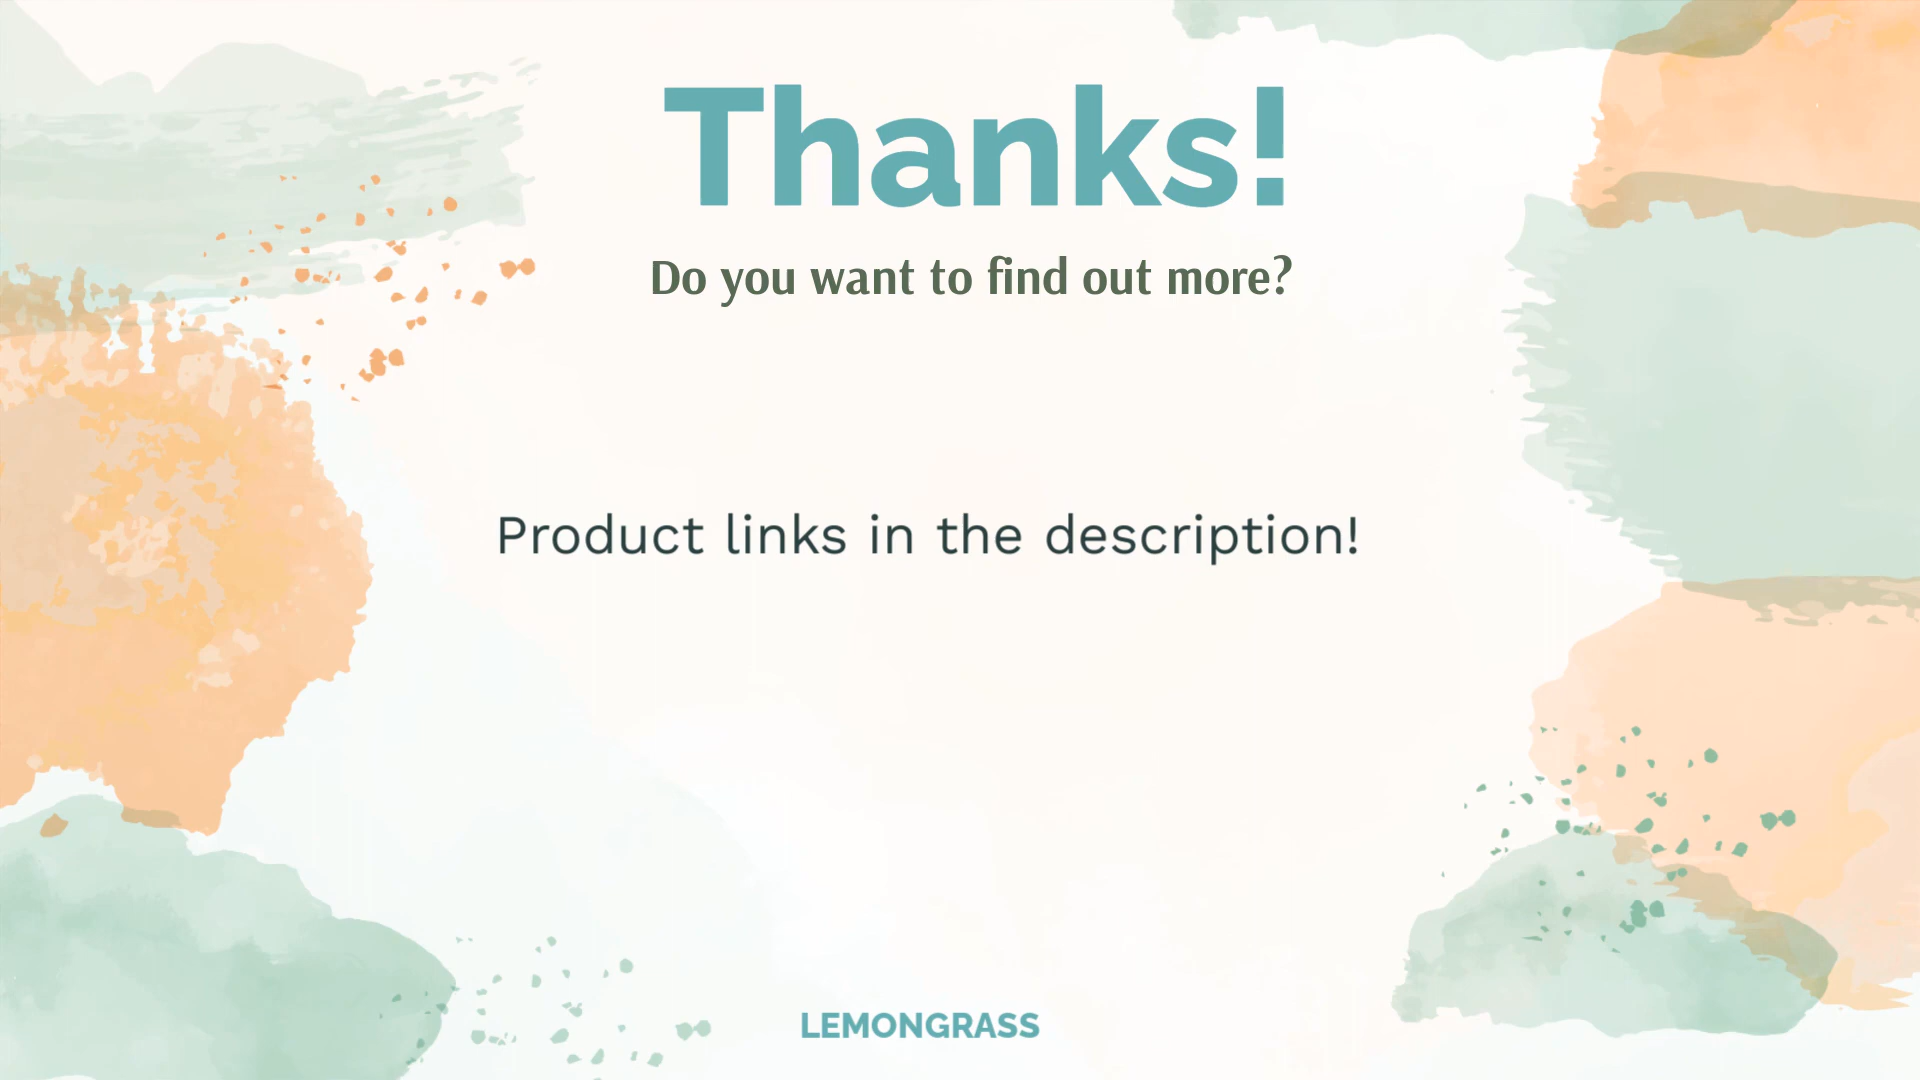 Thanks!
Do you want to find out more?
Product links in the description!
LEMONGRASS